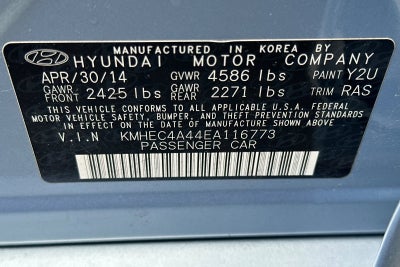 MANUFACTURED IN KOREA BY
HYUNDAI MOTOR COMPANY
APR/30/14 GVWR 4586 lbs PAINT Y2U
GAWR FRONT 2425 lbs GAWR REAR 2271 lbs TRIM RAS
THIS VEHICLE CONFORMS TO ALL APPLICABLE U.S.A. FEDERAL
MOTOR VEHICLE SAFETY, BUMPER, AND THEFT PREVENTION STANDARDS
IN EFFECT ON THE DATE OF MANUFACTURE SHOWN ABOVE.
V.I.N KMHEC4A44EA116773
PASSENGER CAR